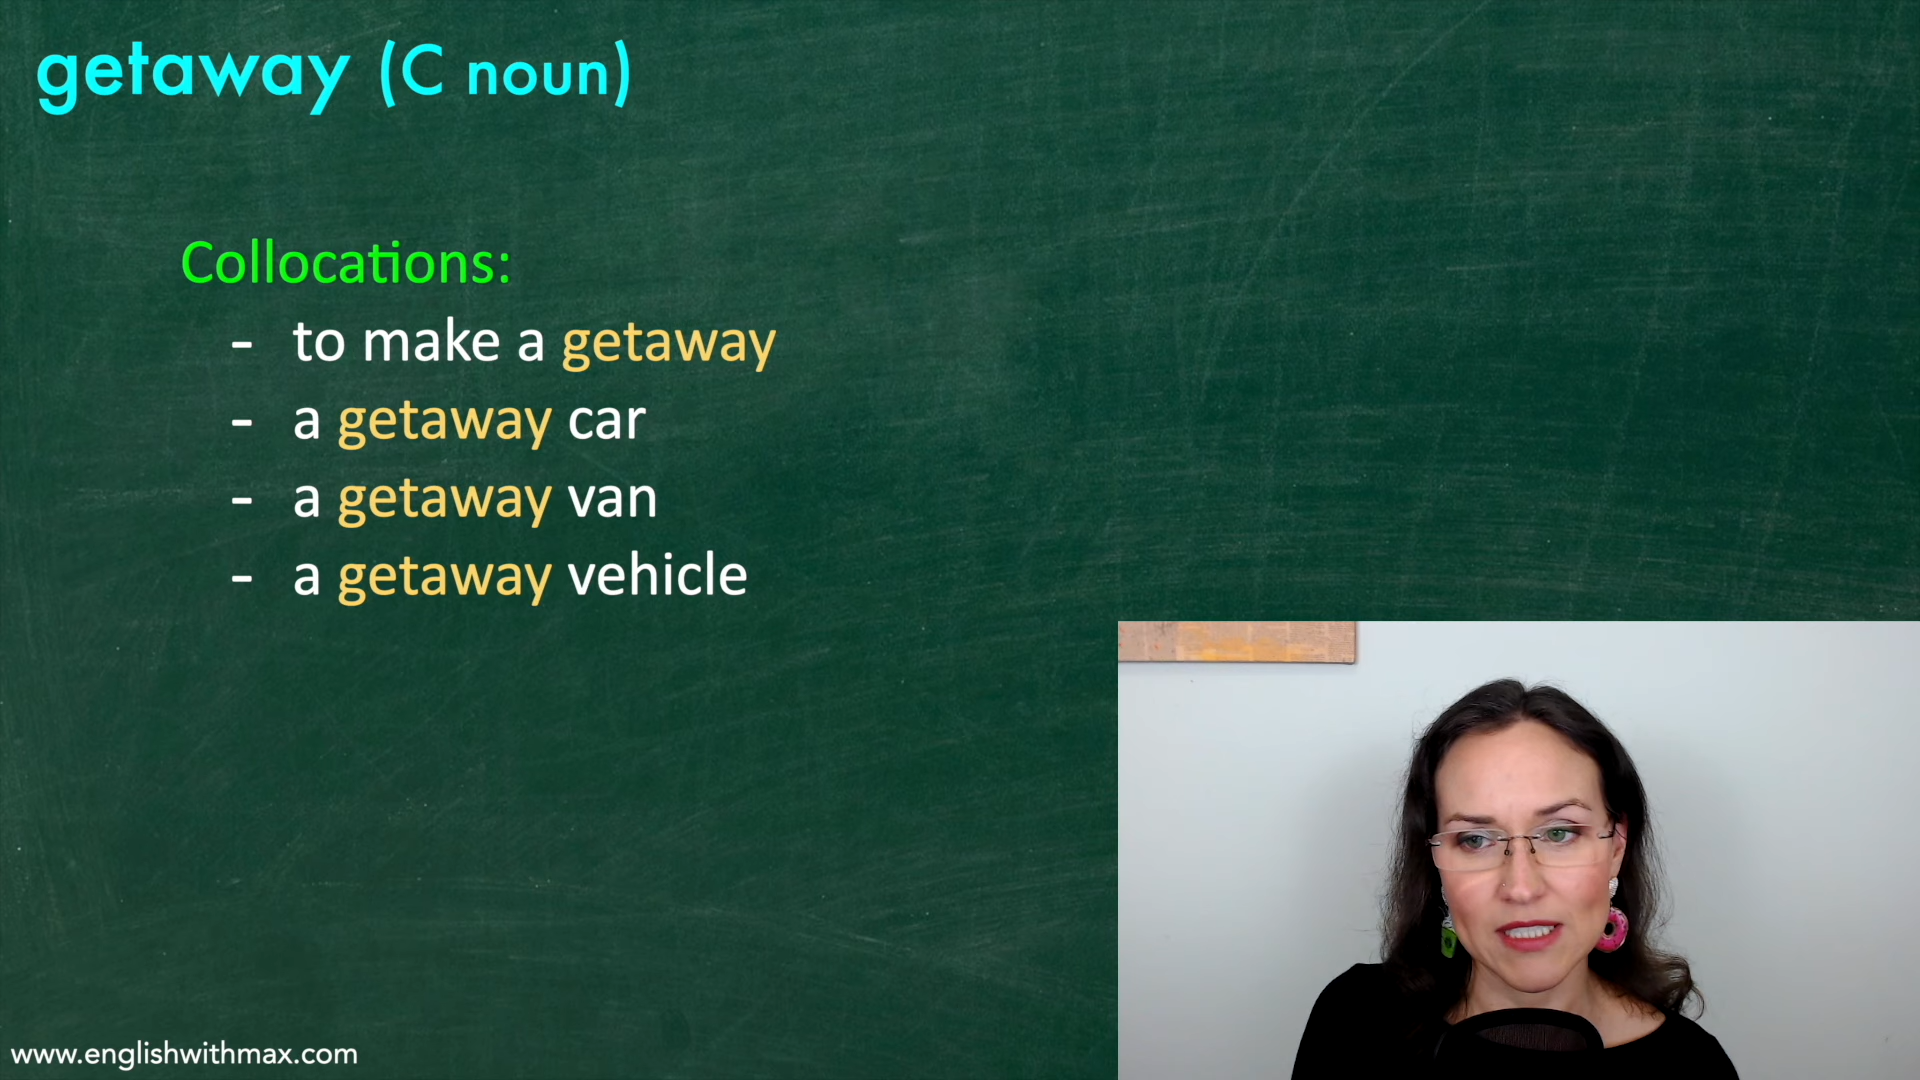 getaway (C noun)
Collocations:
- to make a getaway
- a getaway car
- a getaway van
- a getaway vehicle
www.englishwithmax.com